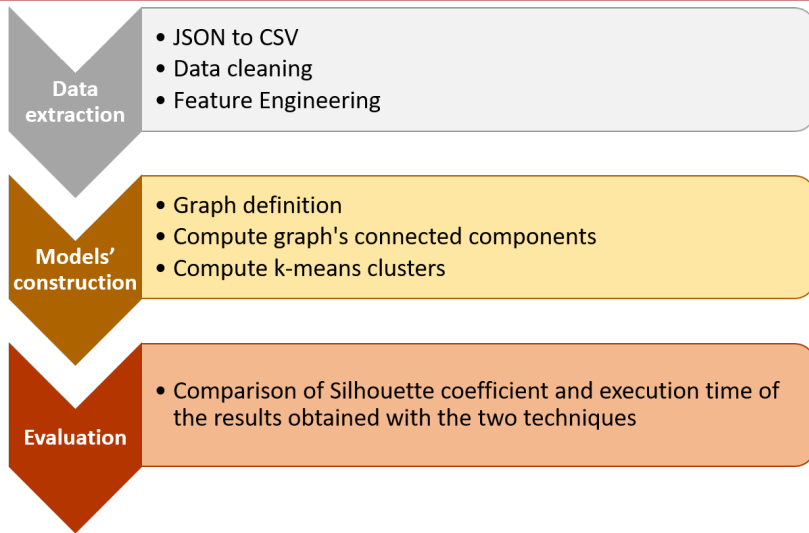 Data
extraction
• JSON to CSV
• Data cleaning
• Feature Engineering
Models’
construction
• Graph definition
• Compute graph's connected components
• Compute k-means clusters
Evaluation
• Comparison of Silhouette coefficient and execution time of
the results obtained with the two techniques